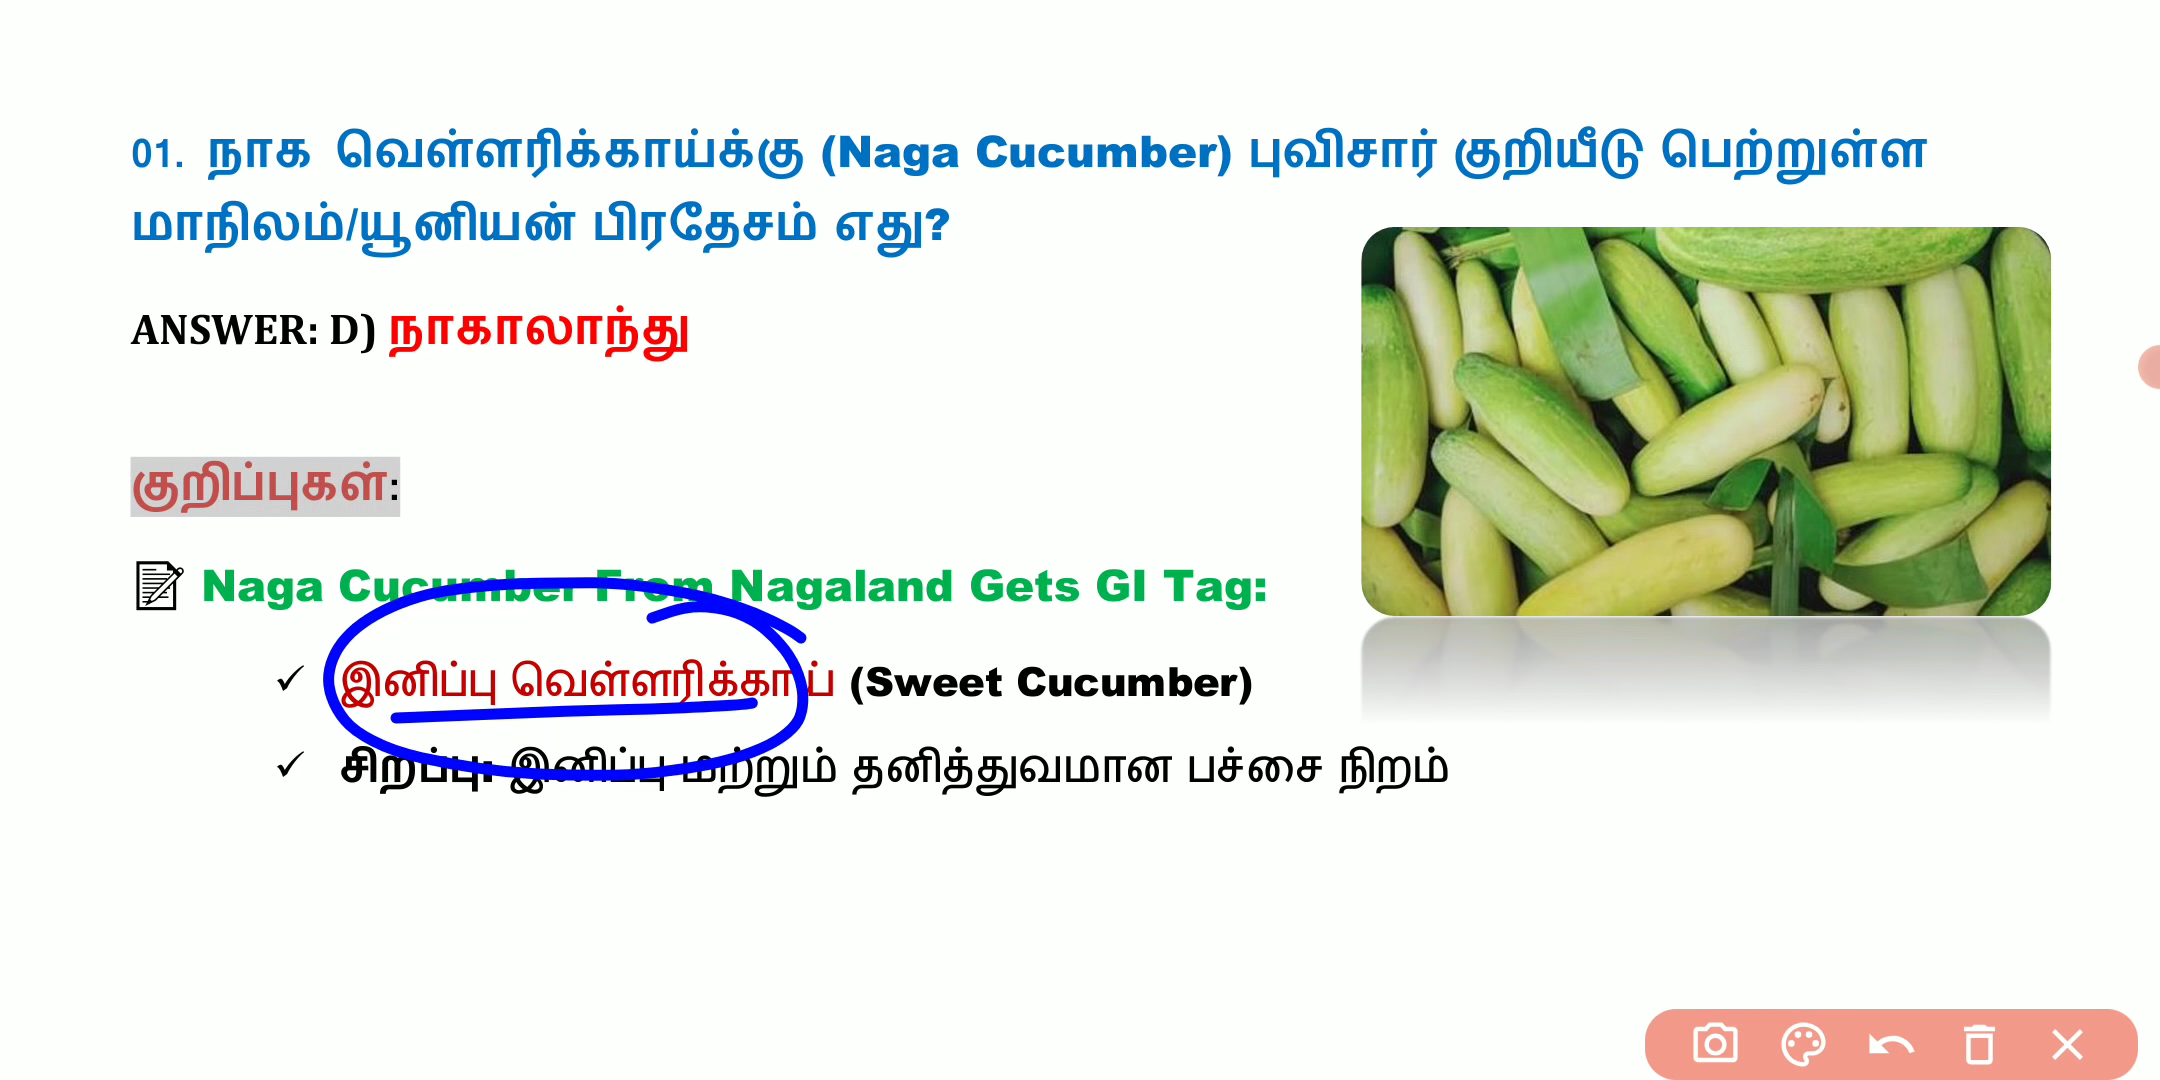 01. நாக வெள்ளரிக்காய்க்கு (Naga Cucumber) புவிசார் குறியீடு பெற்றுள்ள
மாநிலம்/யூனியன் பிரதேசம் எது?
ANSWER: D) நாகாலாந்து
குறிப்புகள்:
Naga Cucumber From Nagaland Gets GI Tag:
✓ இனிப்பு வெள்ளரிக்காய் (Sweet Cucumber)
✓ சிறப்பு: இனிப்பு மற்றும் தனித்துவமான பச்சை நிறம்